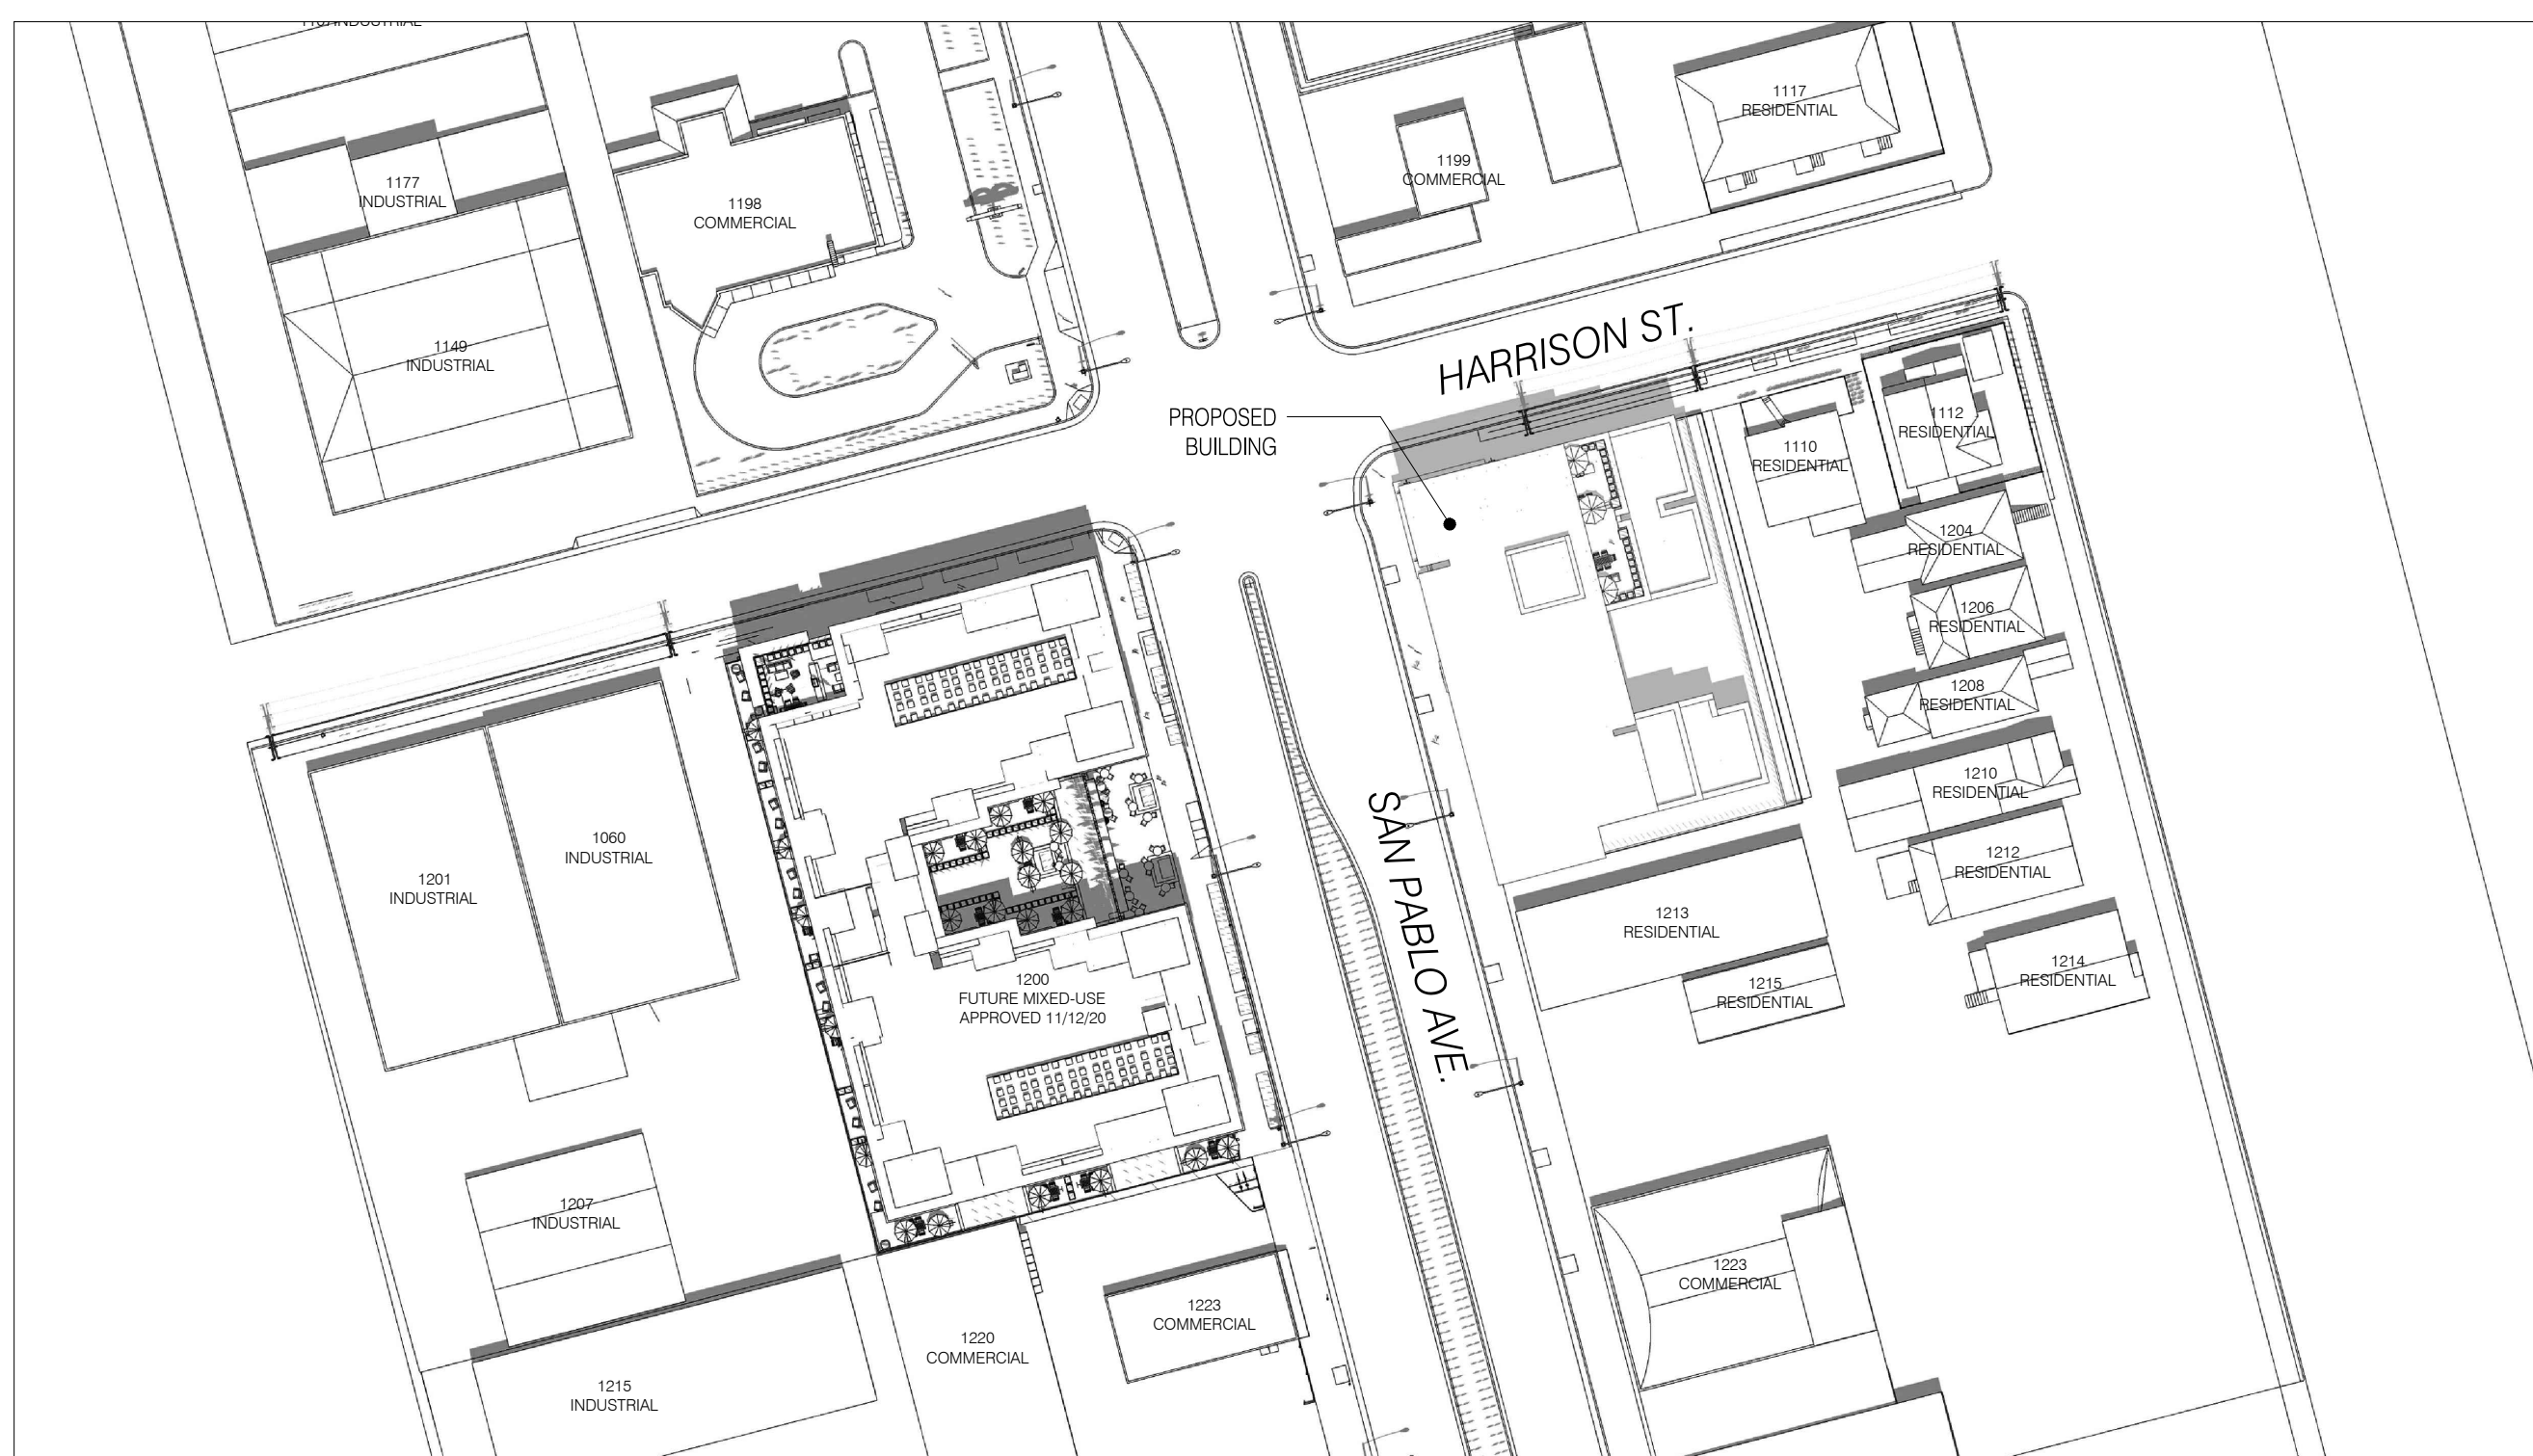 1177
INDUSTRIAL
1198
COMMERCIAL
1199
COMMERCIAL
1117
RESIDENTIAL
1149
INDUSTRIAL
HARRISON ST.
PROPOSED
BUILDING
1110
RESIDENTIAL
1112
RESIDENTIAL
1204
RESIDENTIAL
1206
RESIDENTIAL
1208
RESIDENTIAL
1210
RESIDENTIAL
1212
RESIDENTIAL
1214
RESIDENTIAL
1201
INDUSTRIAL
1060
INDUSTRIAL
SAN PABLO AVE.
1213
RESIDENTIAL
1215
RESIDENTIAL
1200
FUTURE MIXED-USE
APPROVED 11/12/20
1207
INDUSTRIAL
1223
COMMERCIAL
1223
COMMERCIAL
1220
COMMERCIAL
1215
INDUSTRIAL